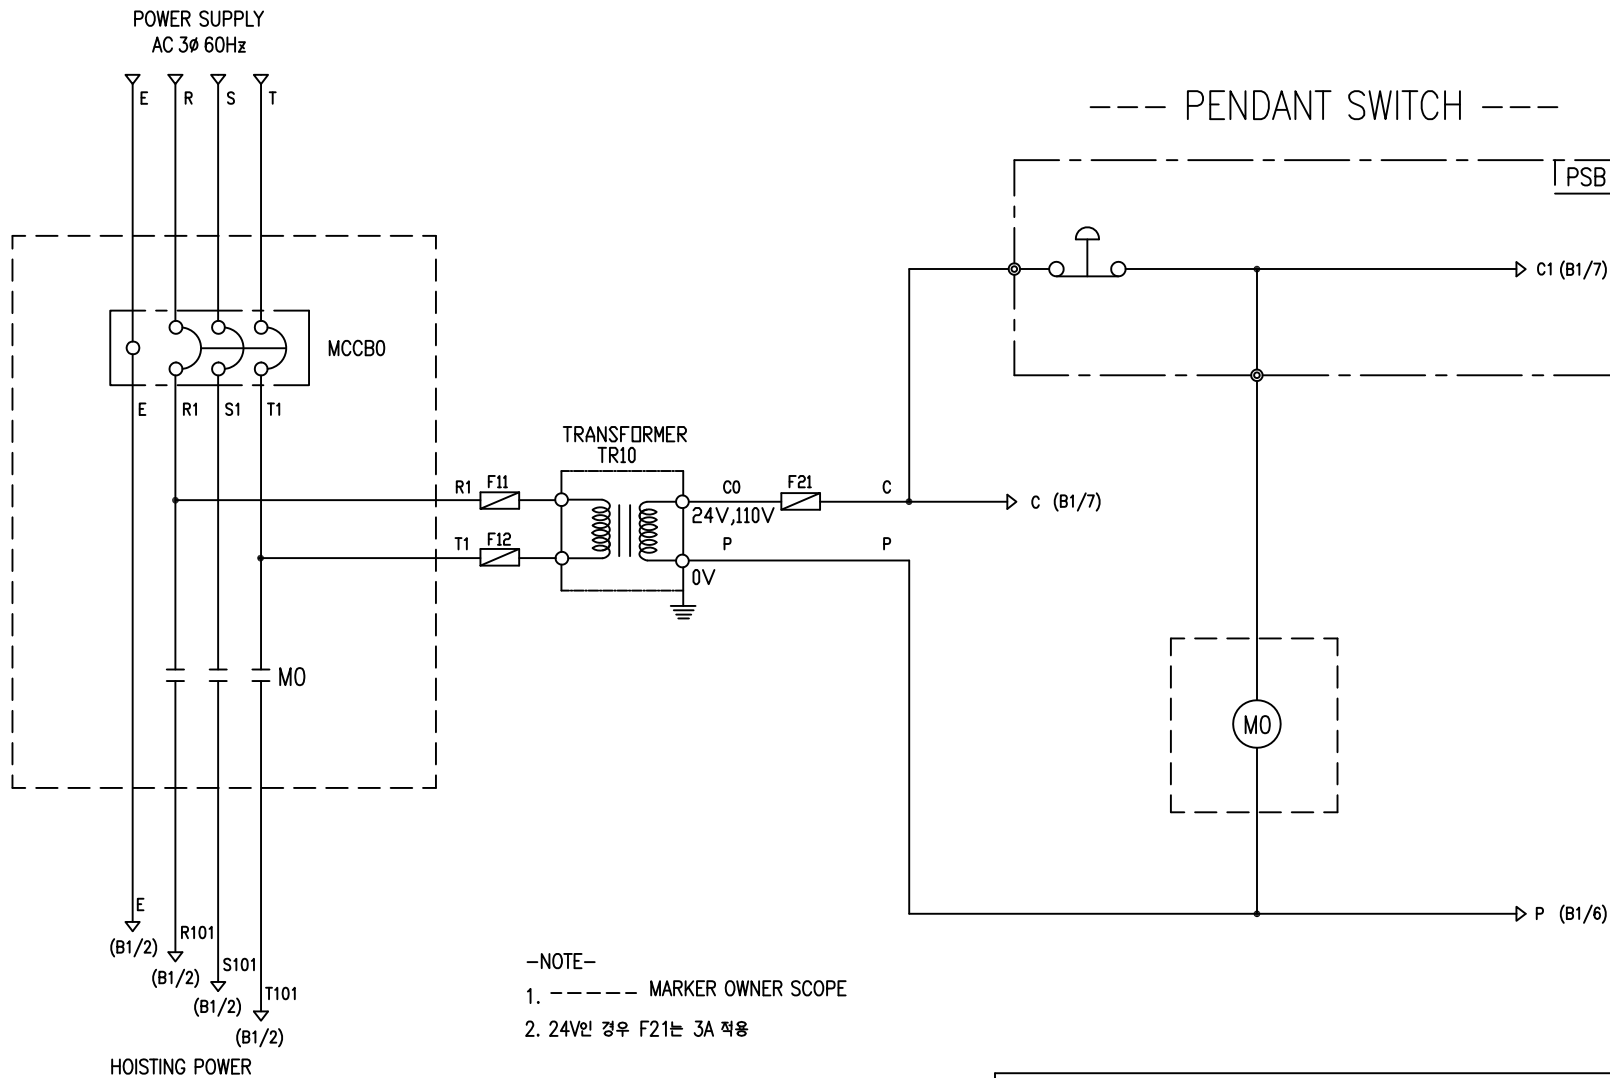 POWER SUPPLY
AC 3ø 60Hz
E R S T
--- PENDANT SWITCH ---
PSB
C1 (B1/7)
MCCB0
E R1 S1 T1
TRANSFORMER
TR10
R1 F11 C0 F21 C
C (B1/7)
24V,110V
T1 F12 P P
0V
M0
M0
E
(B1/2)
P (B1/6)
R101
(B1/2)
S101
(B1/2)
T101
(B1/2)
HOISTING POWER
-NOTE-
1. ------ MARKER OWNER SCOPE
2. 24V인 경우 F21는 3A 적용